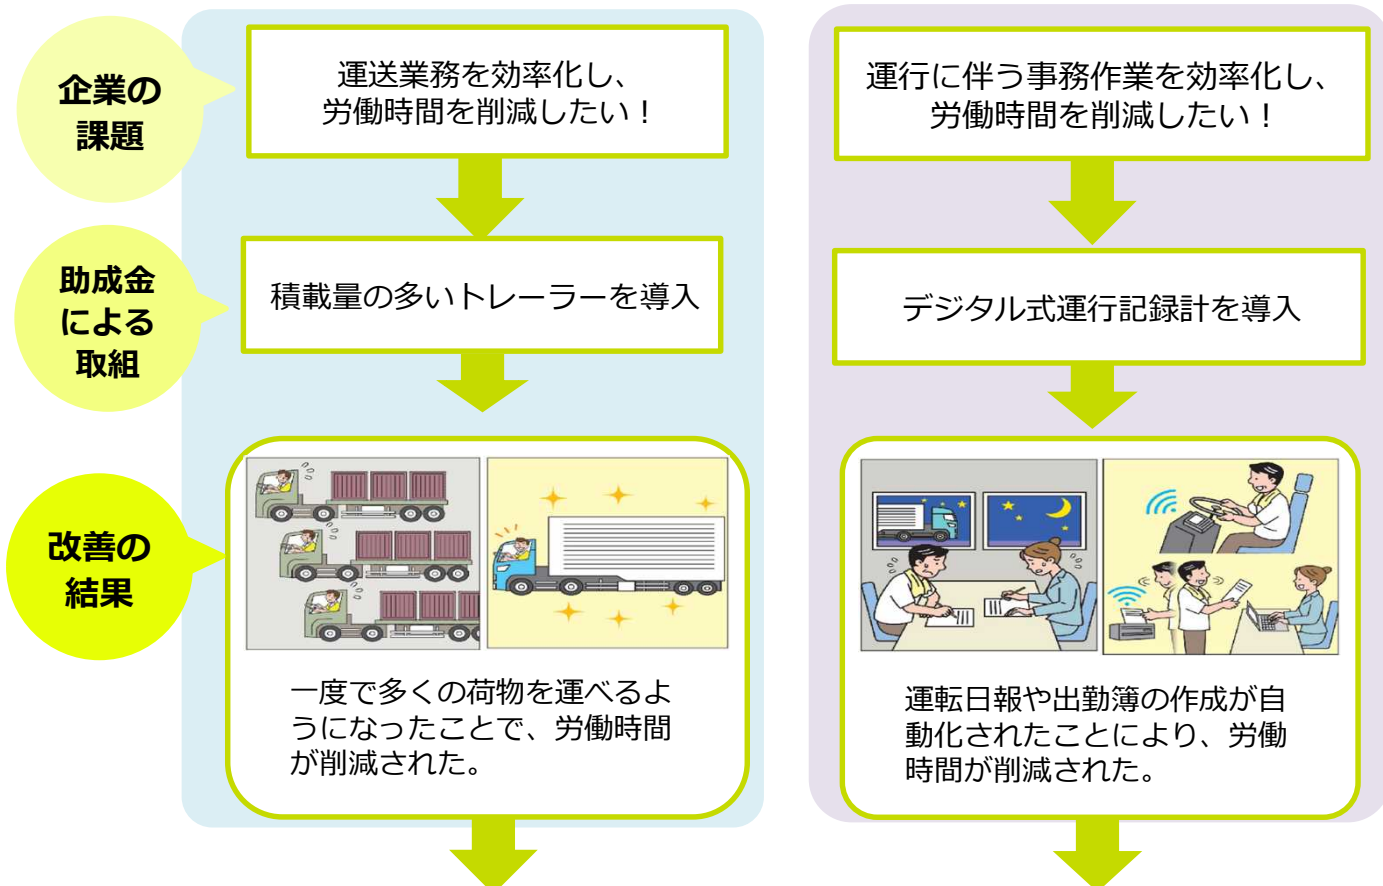 企業の
課題
運送業務を効率化し、
労働時間を削減したい！
運行に伴う事務作業を効率化し、
労働時間を削減したい！
助成金
による
取組
積載量の多いトレーラーを導入
デジタル式運行記録計を導入
改善の
結果
一度で多くの荷物を運べるよ
うになったことで、労働時間
が削減された。
運転日報や出勤簿の作成が自
動化されたことにより、労働
時間が削減された。